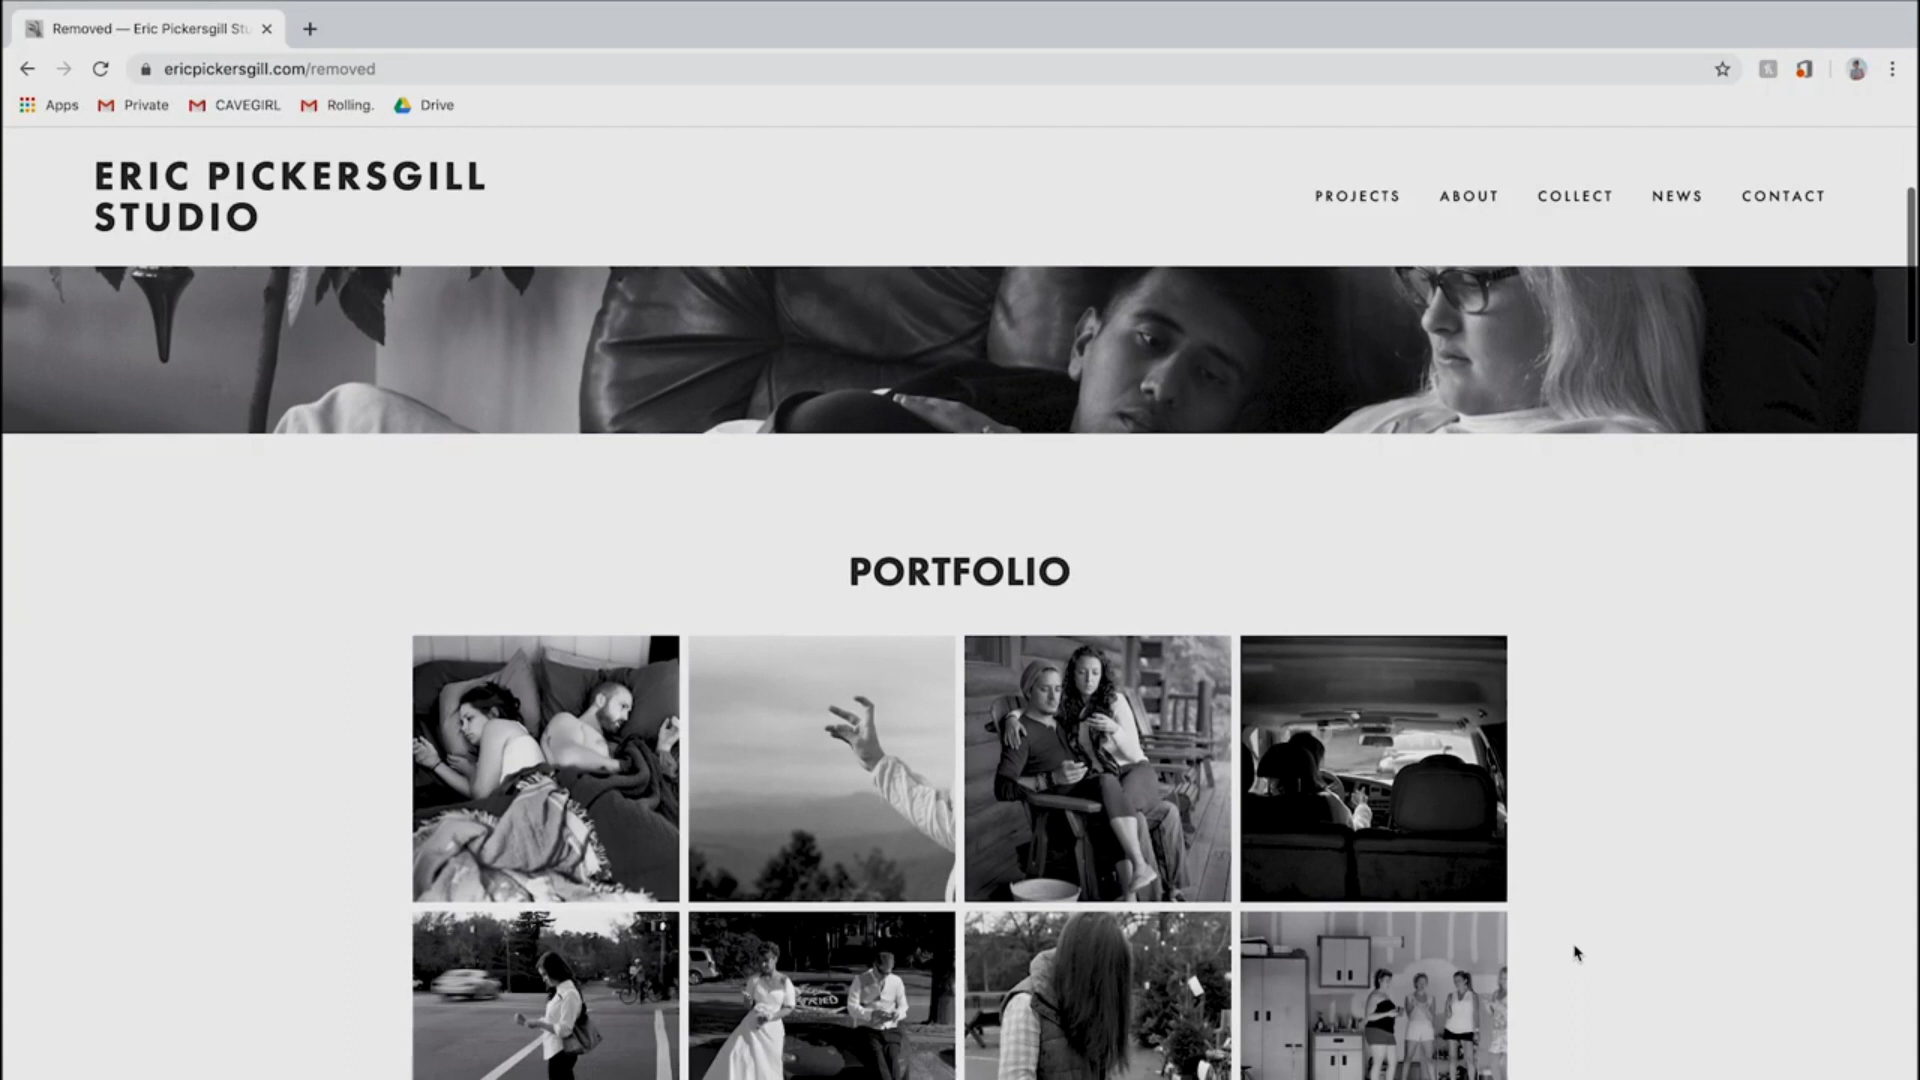 Removed — Eric Pickersgill Stu
ericpickersgill.com/removed
Apps Private CAVEGIRL Rolling. Drive
ERIC PICKERSGILL
STUDIO
PROJECTS ABOUT COLLECT NEWS CONTACT
PORTFOLIO